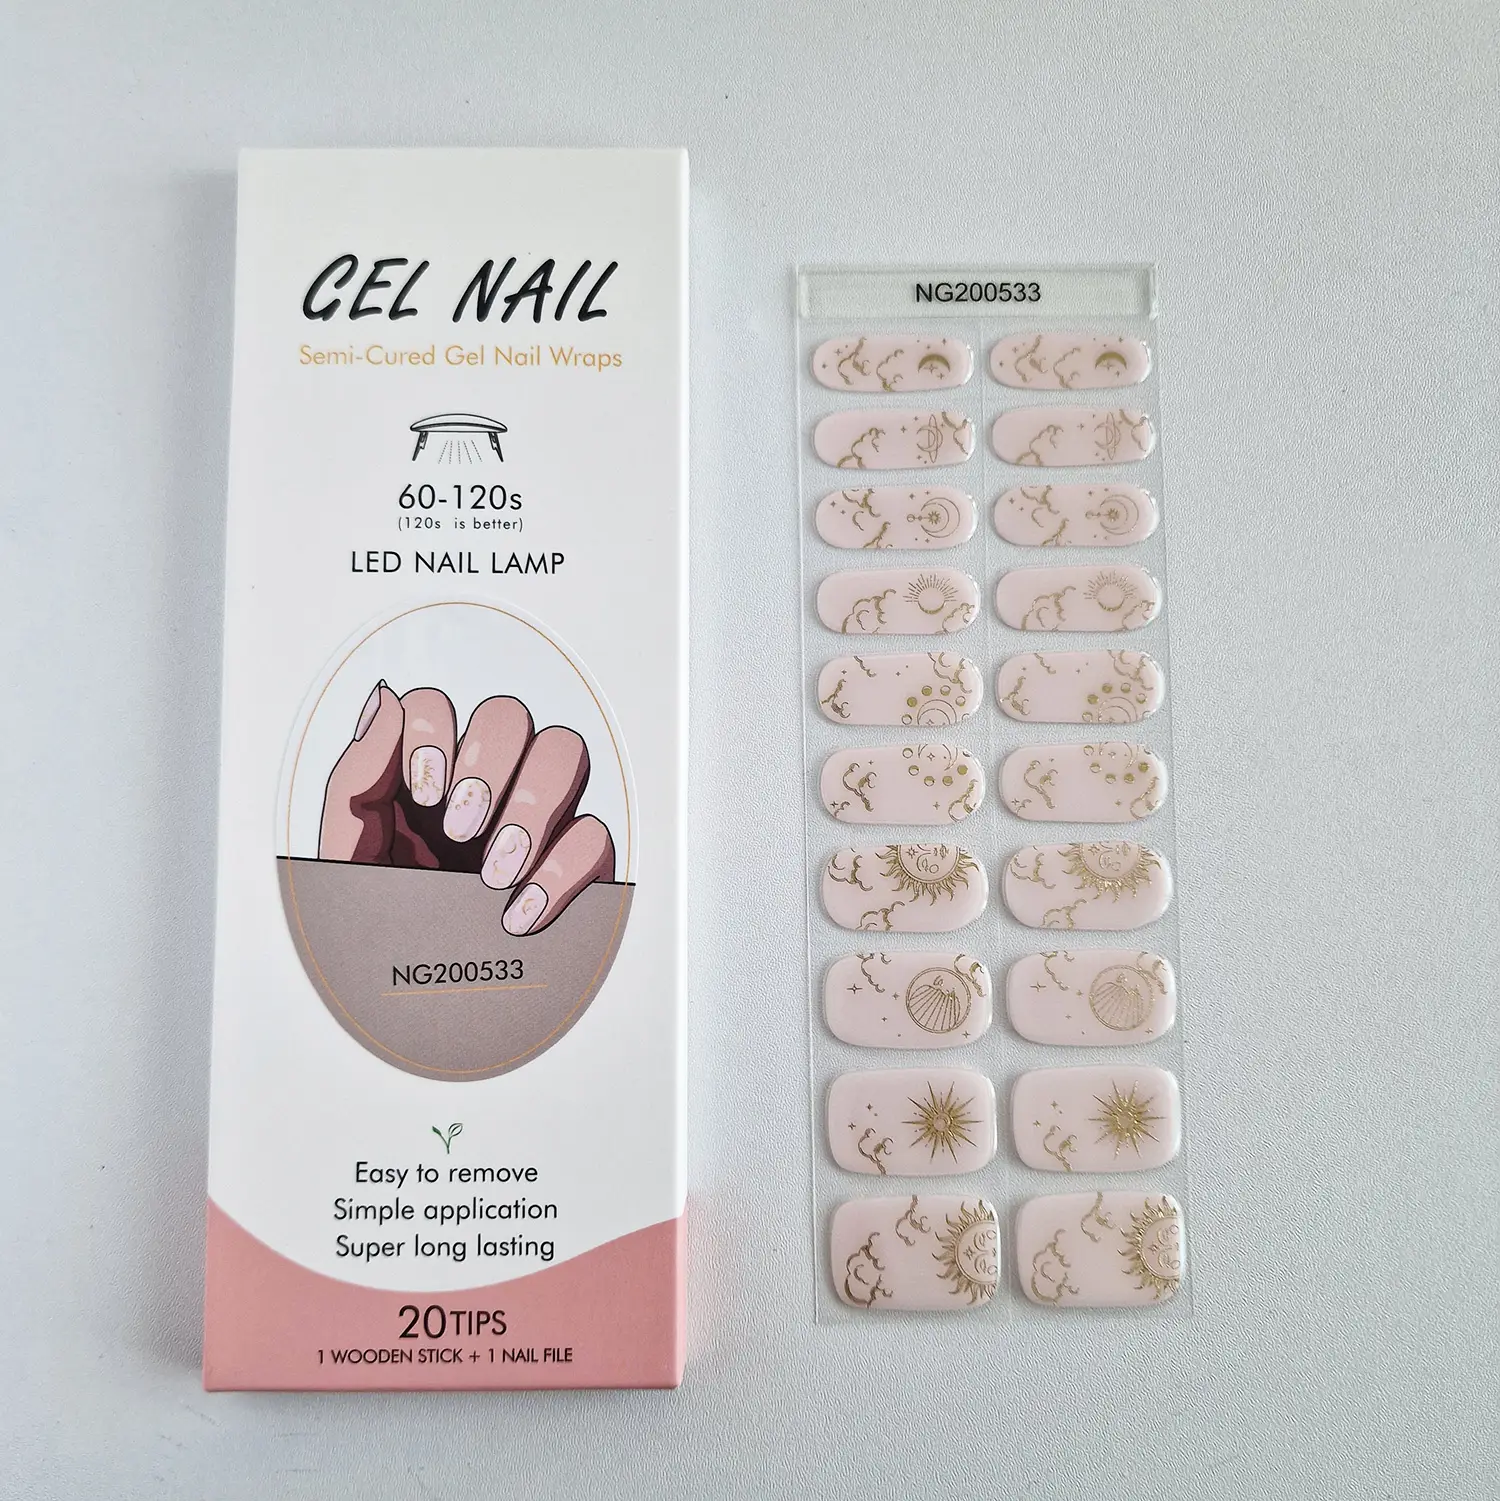 GEL NAIL
Semi-Cured Gel Nail Wraps
60-120s
(120s is better)
LED NAIL LAMP
NG200533
Easy to remove
Simple application
Super long lasting
20TIPS
1 WOODEN STICK + 1 NAIL FILE
NG200533